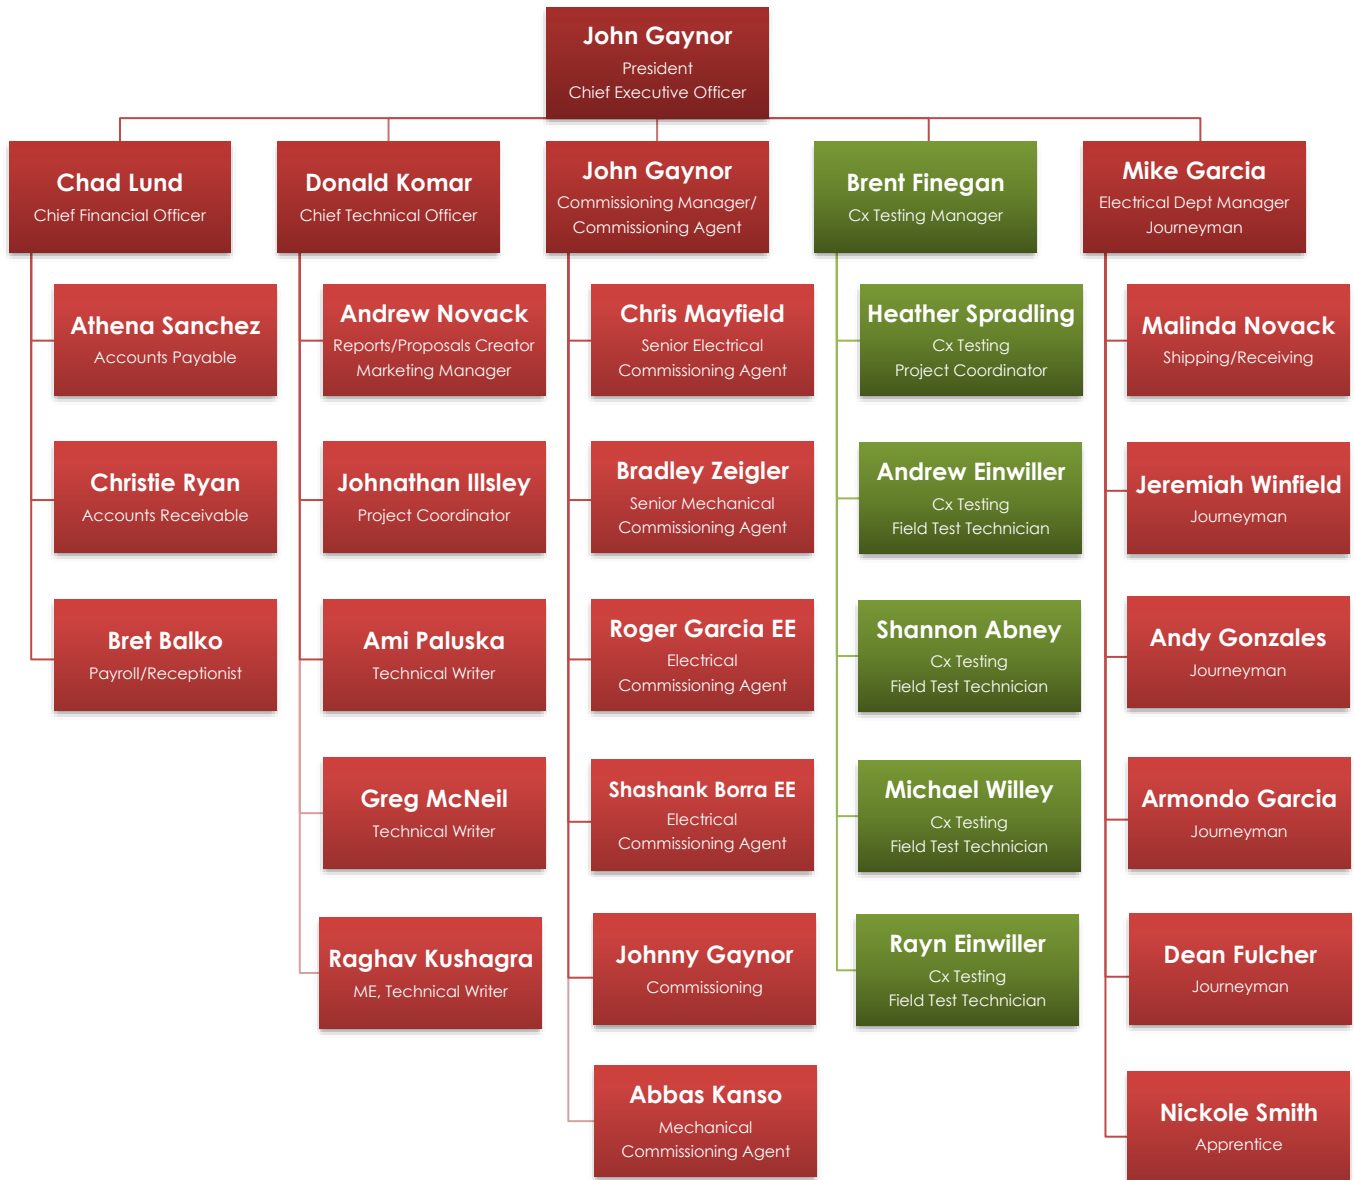 John Gaynor
President
Chief Executive Officer
Chad Lund
Chief Financial Officer
Donald Komar
Chief Technical Officer
John Gaynor
Commissioning Manager/
Commissioning Agent
Brent Finegan
Cx Testing Manager
Mike Garcia
Electrical Dept Manager
Journeyman
Athena Sanchez
Accounts Payable
Christie Ryan
Accounts Receivable
Bret Balko
Payroll/Receptionist
Andrew Novack
Reports/Proposals Creator
Marketing Manager
Johnathan Illsley
Project Coordinator
Ami Paluska
Technical Writer
Greg McNeil
Technical Writer
Raghav Kushagra
ME, Technical Writer
Chris Mayfield
Senior Electrical
Commissioning Agent
Bradley Zeigler
Senior Mechanical
Commissioning Agent
Roger Garcia EE
Electrical
Commissioning Agent
Shashank Borra EE
Electrical
Commissioning Agent
Johnny Gaynor
Commissioning
Abbas Kanso
Mechanical
Commissioning Agent
Heather Spradling
Cx Testing
Project Coordinator
Andrew Einwiller
Cx Testing
Field Test Technician
Shannon Abney
Cx Testing
Field Test Technician
Michael Willey
Cx Testing
Field Test Technician
Rayn Einwiller
Cx Testing
Field Test Technician
Malinda Novack
Shipping/Receiving
Jeremiah Winfield
Journeyman
Andy Gonzales
Journeyman
Armondo Garcia
Journeyman
Dean Fulcher
Journeyman
Nickole Smith
Apprentice